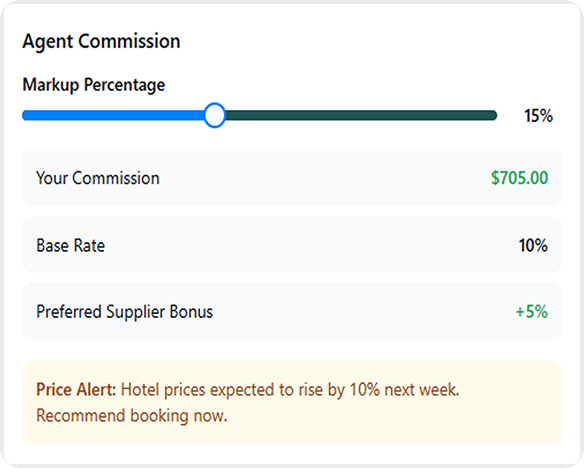 Agent Commission
Markup Percentage
15%
Your Commission $705.00
Base Rate 10%
Preferred Supplier Bonus +5%
Price Alert: Hotel prices expected to rise by 10% next week.
Recommend booking now.